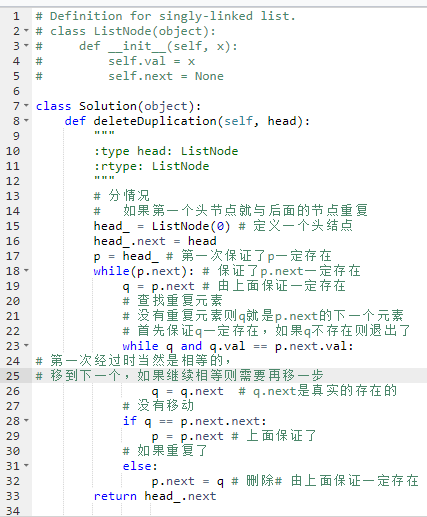 1 # Definition for singly-linked list.
2 # class ListNode(object):
3 #     def __init__(self, x):
4 #         self.val = x
5 #         self.next = None
6
7 class Solution(object):
8     def deleteDuplication(self, head):
9         """
10         :type head: ListNode
11         :rtype: ListNode
12         """
13         # 分情况
14         #   如果第一个头节点就与后面的节点重复
15         head_ = ListNode(0) # 定义一个头结点
16         head_.next = head
17         p = head_ # 第一次保证了p一定存在
18         while(p.next): # 保证了p.next一定存在
19             q = p.next # 由上面保证一定存在
20             # 查找重复元素
21             # 没有重复元素则q就是p.next的下一个元素
22             # 首先保证q一定存在，如果q不存在则退出了
23             while q and q.val == p.next.val:
24 # 第一次经过时当然是相等的，
25 # 移到下一个，如果继续相等则需要再移一步
26                 q = q.next  # q.next是真实的存在的
27             # 没有移动
28             if q == p.next.next:
29                 p = p.next # 上面保证了
30             # 如果重复了
31             else:
32                 p.next = q # 删除# 由上面保证一定存在
33         return head_.next
34